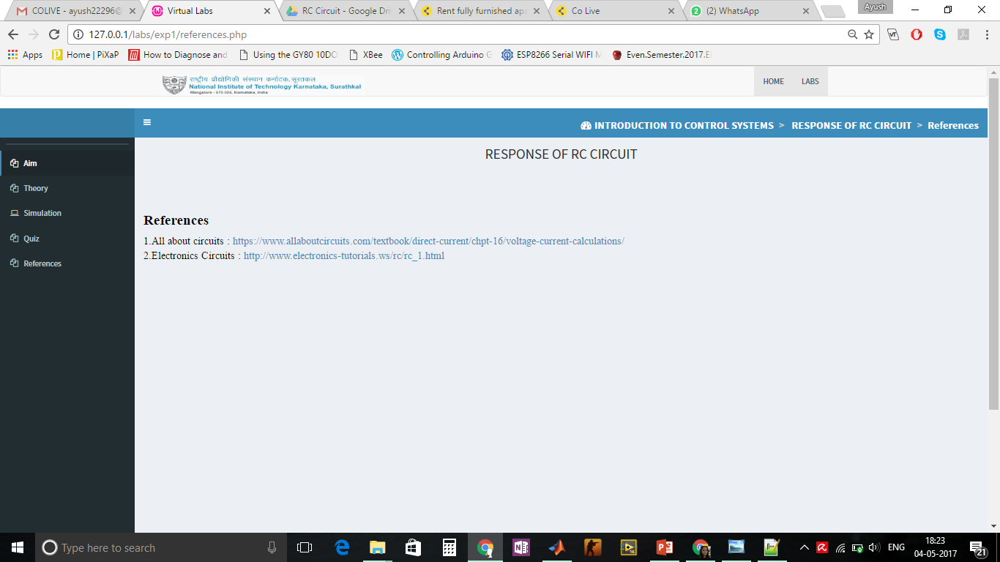 COLIVE - ayush22296@
Virtual Labs
RC Circuit - Google Dri
Rent fully furnished apa
Co Live
(2) WhatsApp
Ayush
127.0.0.1/labs/exp1/references.php
Apps
Home | PiXaP
How to Diagnose and
Using the GY80 10DO
XBee
Controlling Arduino
ESP8266 Serial WIFI
Even.Semester.2017.E
राष्ट्रीय प्रौद्योगिकी संस्थान कर्नाटक, सूरतकल
National Institute of Technology Karnataka, Surathkal
Mangalore - 575 025, Karnataka, India
HOME LABS
INTRODUCTION TO CONTROL SYSTEMS > RESPONSE OF RC CIRCUIT > References
Aim
Theory
Simulation
Quiz
References
RESPONSE OF RC CIRCUIT
References
1.All about circuits : https://www.allaboutcircuits.com/textbook/direct-current/chpt-16/voltage-current-calculations/
2.Electronics Circuits : http://www.electronics-tutorials.ws/rc/rc_1.html
Type here to search
ENG
18:23
04-05-2017
21